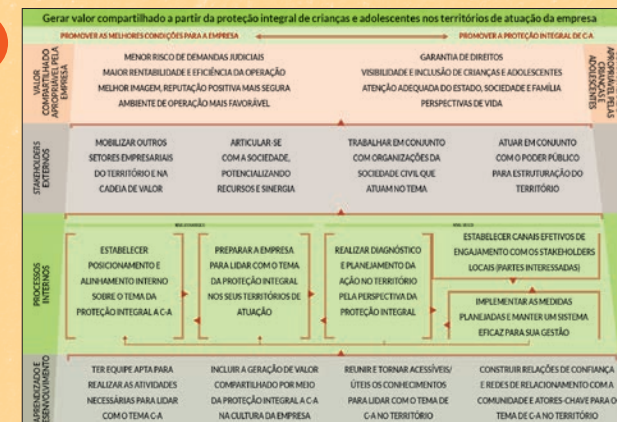 Gerar valor compartilhado a partir da proteção integral de crianças e adolescentes nos territórios de atuação da empresa
PROMOVER AS MELHORES CONDIÇÕES PARA A EMPRESA
PROMOVER A PROTEÇÃO INTEGRAL DE C-A
VALOR
COMPARTILHADO
APROPRIÁVEL PELA
EMPRESA
MENOR RISCO DE DEMANDAS JUDICIAIS
MAIOR RENTABILIDADE E EFICIÊNCIA DA OPERAÇÃO
MELHOR IMAGEM, REPUTAÇÃO POSITIVA MAIS SEGURA
AMBIENTE DE OPERAÇÃO MAIS FAVORÁVEL
GARANTIA DE DIREITOS
VISIBILIDADE E INCLUSÃO DE CRIANÇAS E ADOLESCENTES
ATENÇÃO ADEQUADA DO ESTADO, SOCIEDADE E FAMÍLIA
PERSPECTIVAS DE VIDA
APROPRIÁVEL PELAS
CRIANÇAS E
ADOLESCENTES
STAKEHOLDERS
EXTERNOS
MOBILIZAR OUTROS
SETORES EMPRESARIAIS
DO TERRITÓRIO E NA
CADEIA DE VALOR
ARTICULAR-SE
COM A SOCIEDADE,
POTENCIALIZANDO
RECURSOS E SINERGIA
TRABALHAR EM CONJUNTO
COM ORGANIZAÇÕES DA
SOCIEDADE CIVIL QUE
ATUAM NO TEMA
ATUAR EM CONJUNTO
COM O PODER PÚBLICO
PARA ESTRUTURAÇÃO DO
TERRITÓRIO
PROCESSOS
INTERNOS
ESTABELECER
POSICIONAMENTO E
ALINHAMENTO INTERNO
SOBRE O TEMA DA
PROTEÇÃO INTEGRAL A C-A
PREPARAR A EMPRESA
PARA LIDAR COM O TEMA
DA PROTEÇÃO INTEGRAL
NOS SEUS TERRITÓRIOS DE
ATUAÇÃO
REALIZAR DIAGNÓSTICO
E PLANEJAMENTO DA
AÇÃO NO TERRITÓRIO
PELA PERSPECTIVA DA
PROTEÇÃO INTEGRAL
ESTABELECER CANAIS EFETIVOS DE
ENGAJAMENTO COM OS STAKEHOLDERS
LOCAIS (PARTES INTERESSADAS)
IMPLEMENTAR AS MEDIDAS
PLANEJADAS E MANTER UM SISTEMA
EFICAZ PARA SUA GESTÃO
APRENDIZADO E
DESENVOLVIMENTO
TER EQUIPE APTA PARA
REALIZAR AS ATIVIDADES
NECESSÁRIAS PARA LIDAR
COM O TEMA C-A
INCLUIR A GERAÇÃO DE VALOR
COMPARTILHADO POR MEIO
DA PROTEÇÃO INTEGRAL A C-A
NA CULTURA DA EMPRESA
REUNIR E TORNAR ACESSÍVEIS/
ÚTEIS OS CONHECIMENTOS
PARA LIDAR COM O TEMA DE
C-A NO TERRITÓRIO
CONSTRUIR RELAÇÕES DE CONFIANÇA
E REDES DE RELACIONAMENTO COM A
COMUNIDADE E ATORES-CHAVE PARA O
TEMA DE C-A NO TERRITÓRIO